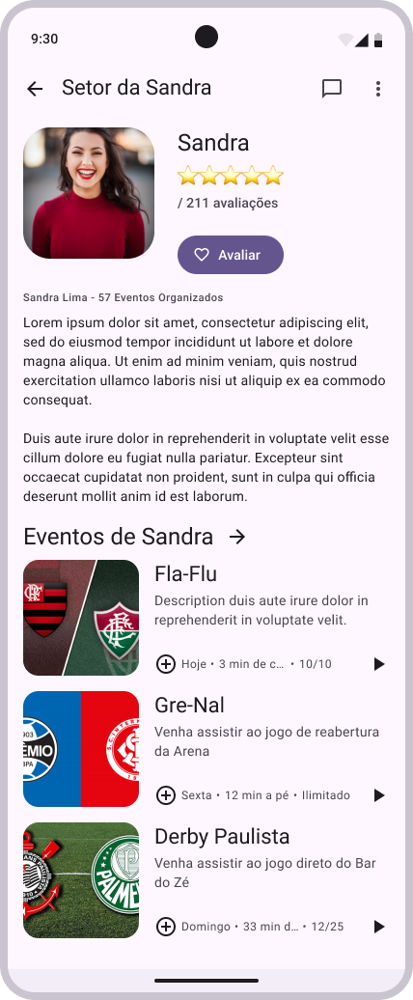 9:30
Setor da Sandra
Sandra
/ 211 avaliações
Avaliar
Sandra Lima - 57 Eventos Organizados
Lorem ipsum dolor sit amet, consectetur adipiscing elit,
sed do eiusmod tempor incididunt ut labore et dolore
magna aliqua. Ut enim ad minim veniam, quis nostrud
exercitation ullamco laboris nisi ut aliquip ex ea commodo
consequat.
Duis aute irure dolor in reprehenderit in voluptate velit esse
cillum dolore eu fugiat nulla pariatur. Excepteur sint
occaecat cupidatat non proident, sunt in culpa qui officia
deserunt mollit anim id est laborum.
Eventos de Sandra
Fla-Flu
Description duis aute irure dolor in
reprehenderit in voluptate velit.
Hoje • 3 min de c... • 10/10
903
EMIO
BPA
S.C.INTERN
19
Gre-Nal
Venha assistir ao jogo de reabertura
da Arena
Sexta • 12 min a pé • Ilimitado
PALMEI
Derby Paulista
Venha assistir ao jogo direto do Bar
do Zé
Domingo • 33 min d... • 12/25